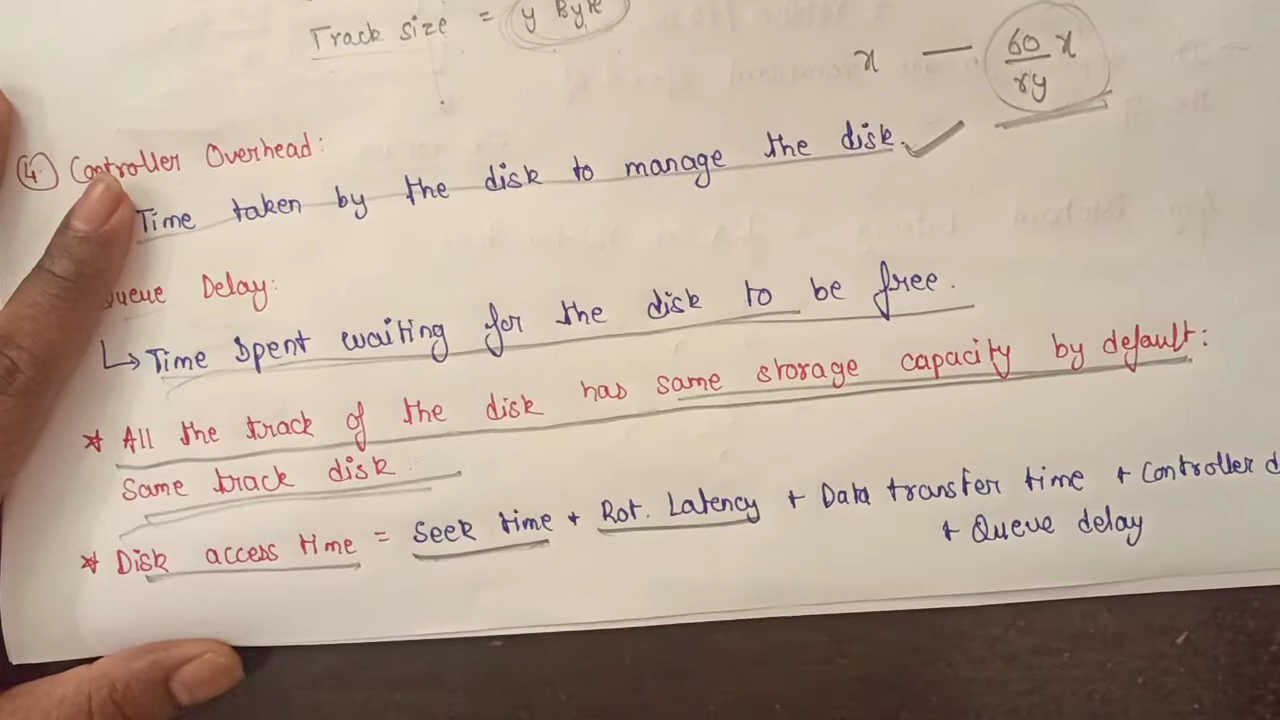 Track size = y Byte
x — 60/ry x
④ Controller Overhead:
Time taken by the disk to manage the disk.
Queue Delay:
↳ Time Spent waiting for the disk to be free.
* All the track of the disk has same storage capacity by default:
Same track disk.
* Disk access time = Seek time + Rot. Latency + Data transfer time + Controller
+ Queue delay